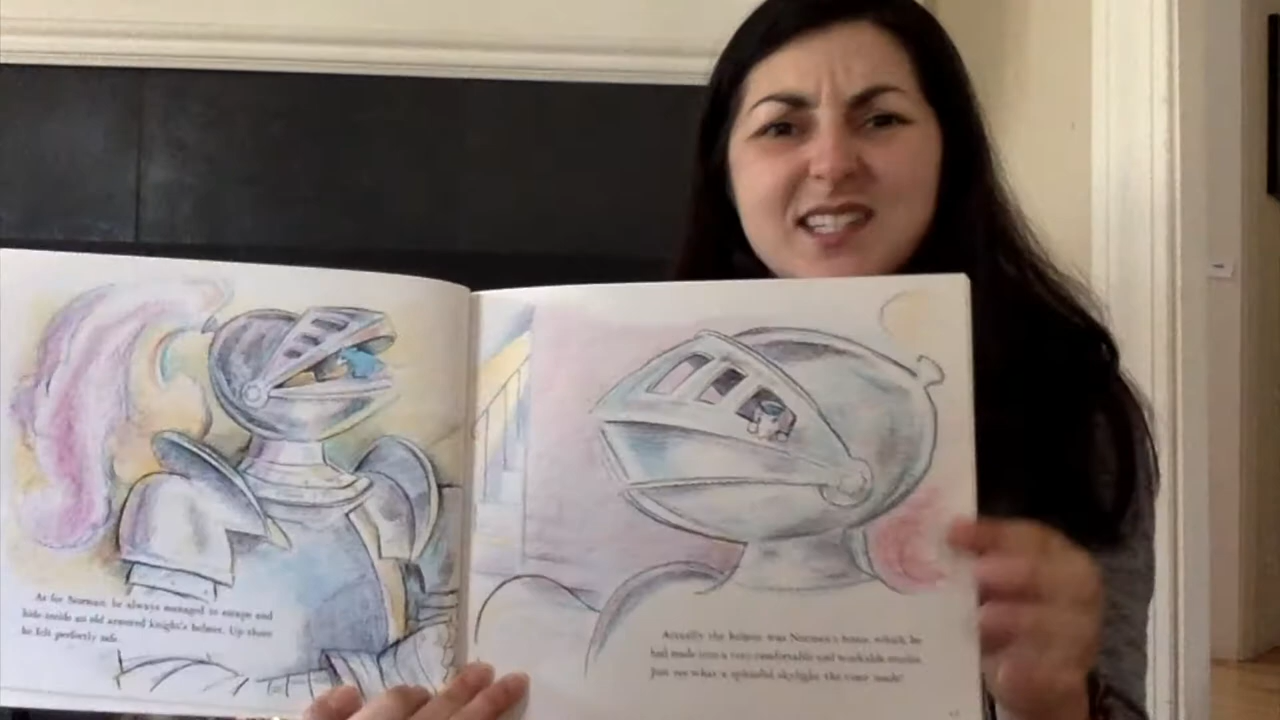 As for Norman, he always managed to escape and
hide inside an old armored knight's helmet. Up there
he felt perfectly safe.
Actually the helmet was Norman's home, which he
had made into a very comfortable and workable studio.
Just see what a splendid skylight the visor made!